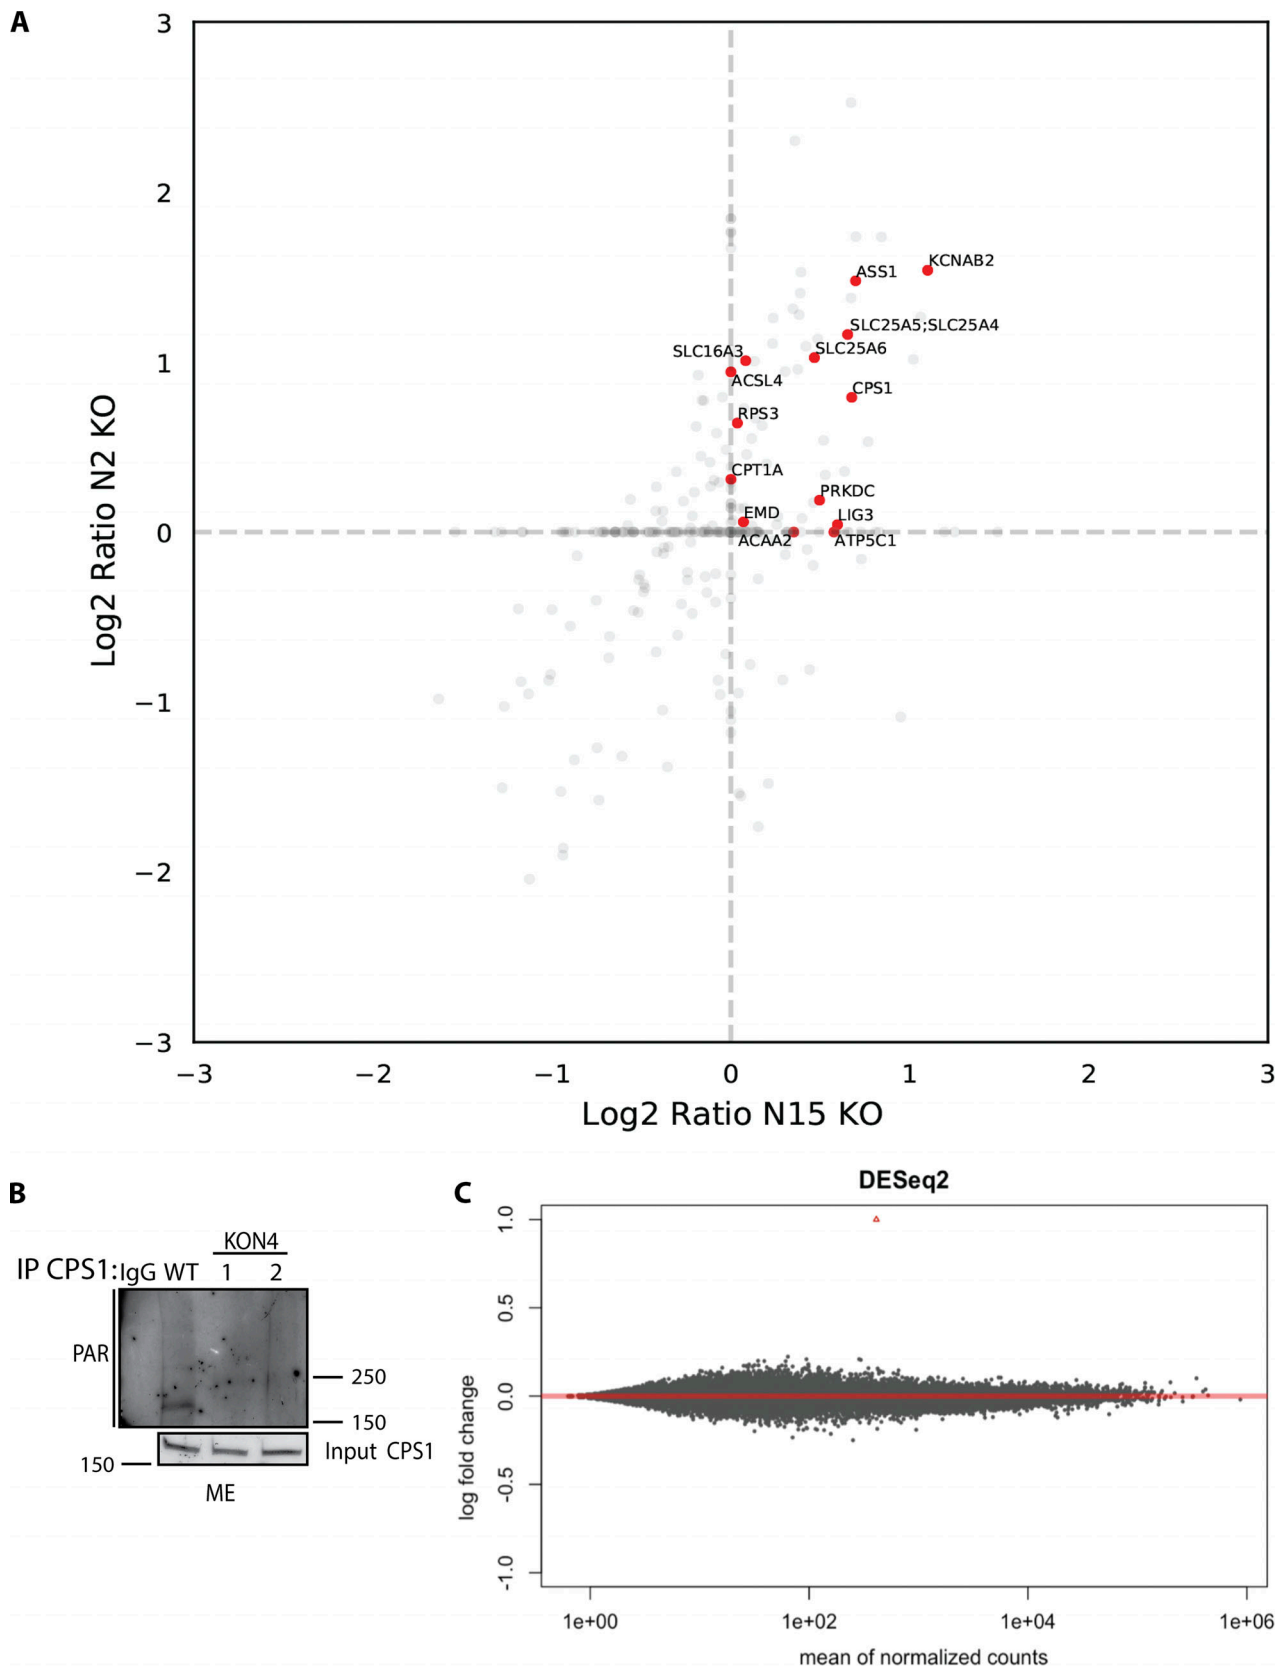 A
3
2
1
0
−1
−2
−3
Log2 Ratio N2 KO
KCNAB2
ASS1
SLC25A5;SLC25A4
SLC16A3
SLC25A6
ACSL4
CPS1
RPS3
CPT1A
PRKDC
EMD
LIG3
ACAA2
ATP5C1
−3
−2
−1
0
1
2
3
Log2 Ratio N15 KO
B
KON4
IP CPS1: IgG WT 1 2
PAR
250
150
Input CPS1
150
ME
C
DESeq2
1.0
0.5
0.0
-0.5
-1.0
log fold change
1e+00
1e+02
1e+04
1e+06
mean of normalized counts